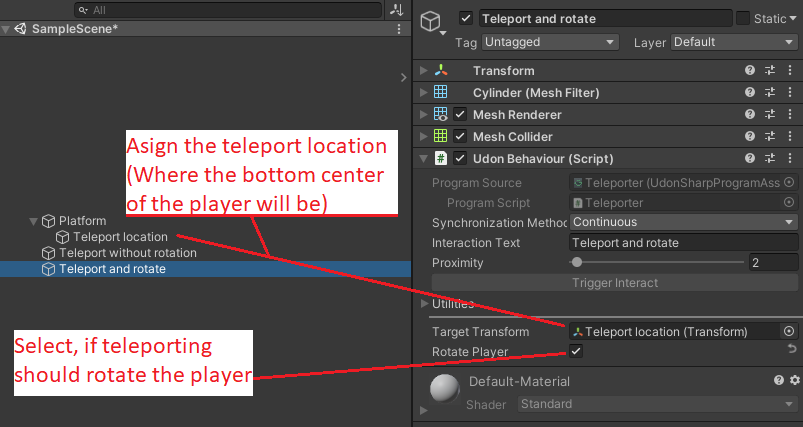 All
SampleScene*
Asign the teleport location
(Where the bottom center
of the player will be)
Platform
Teleport location
Teleport without rotation
Teleport and rotate
Select, if teleporting
should rotate the player
Teleport and rotate
Static
Tag Untagged Layer Default
Transform
Cylinder (Mesh Filter)
Mesh Renderer
Mesh Collider
# Udon Behaviour (Script)
Program Source Teleporter (UdonSharpProgramAss
Program Script Teleporter
Synchronization Method Continuous
Interaction Text Teleport and rotate
Proximity 2
Trigger Interact
Utilities
Target Transform Teleport location (Transform)
Rotate Player
Default-Material
Shader Standard